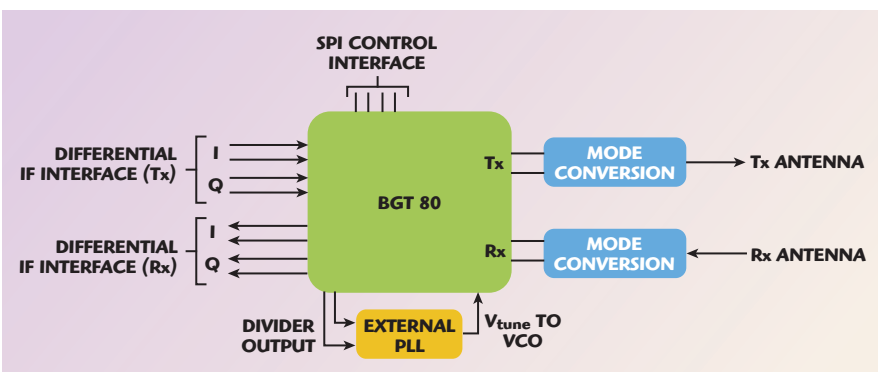 SPI CONTROL
INTERFACE
DIFFERENTIAL
IF INTERFACE (Tx)
I
Q
DIFFERENTIAL
IF INTERFACE (Rx)
I
Q
BGT 80
Tx
Rx
MODE
CONVERSION
Tx ANTENNA
MODE
CONVERSION
Rx ANTENNA
DIVIDER
OUTPUT
EXTERNAL
PLL
Vtune TO
VCO